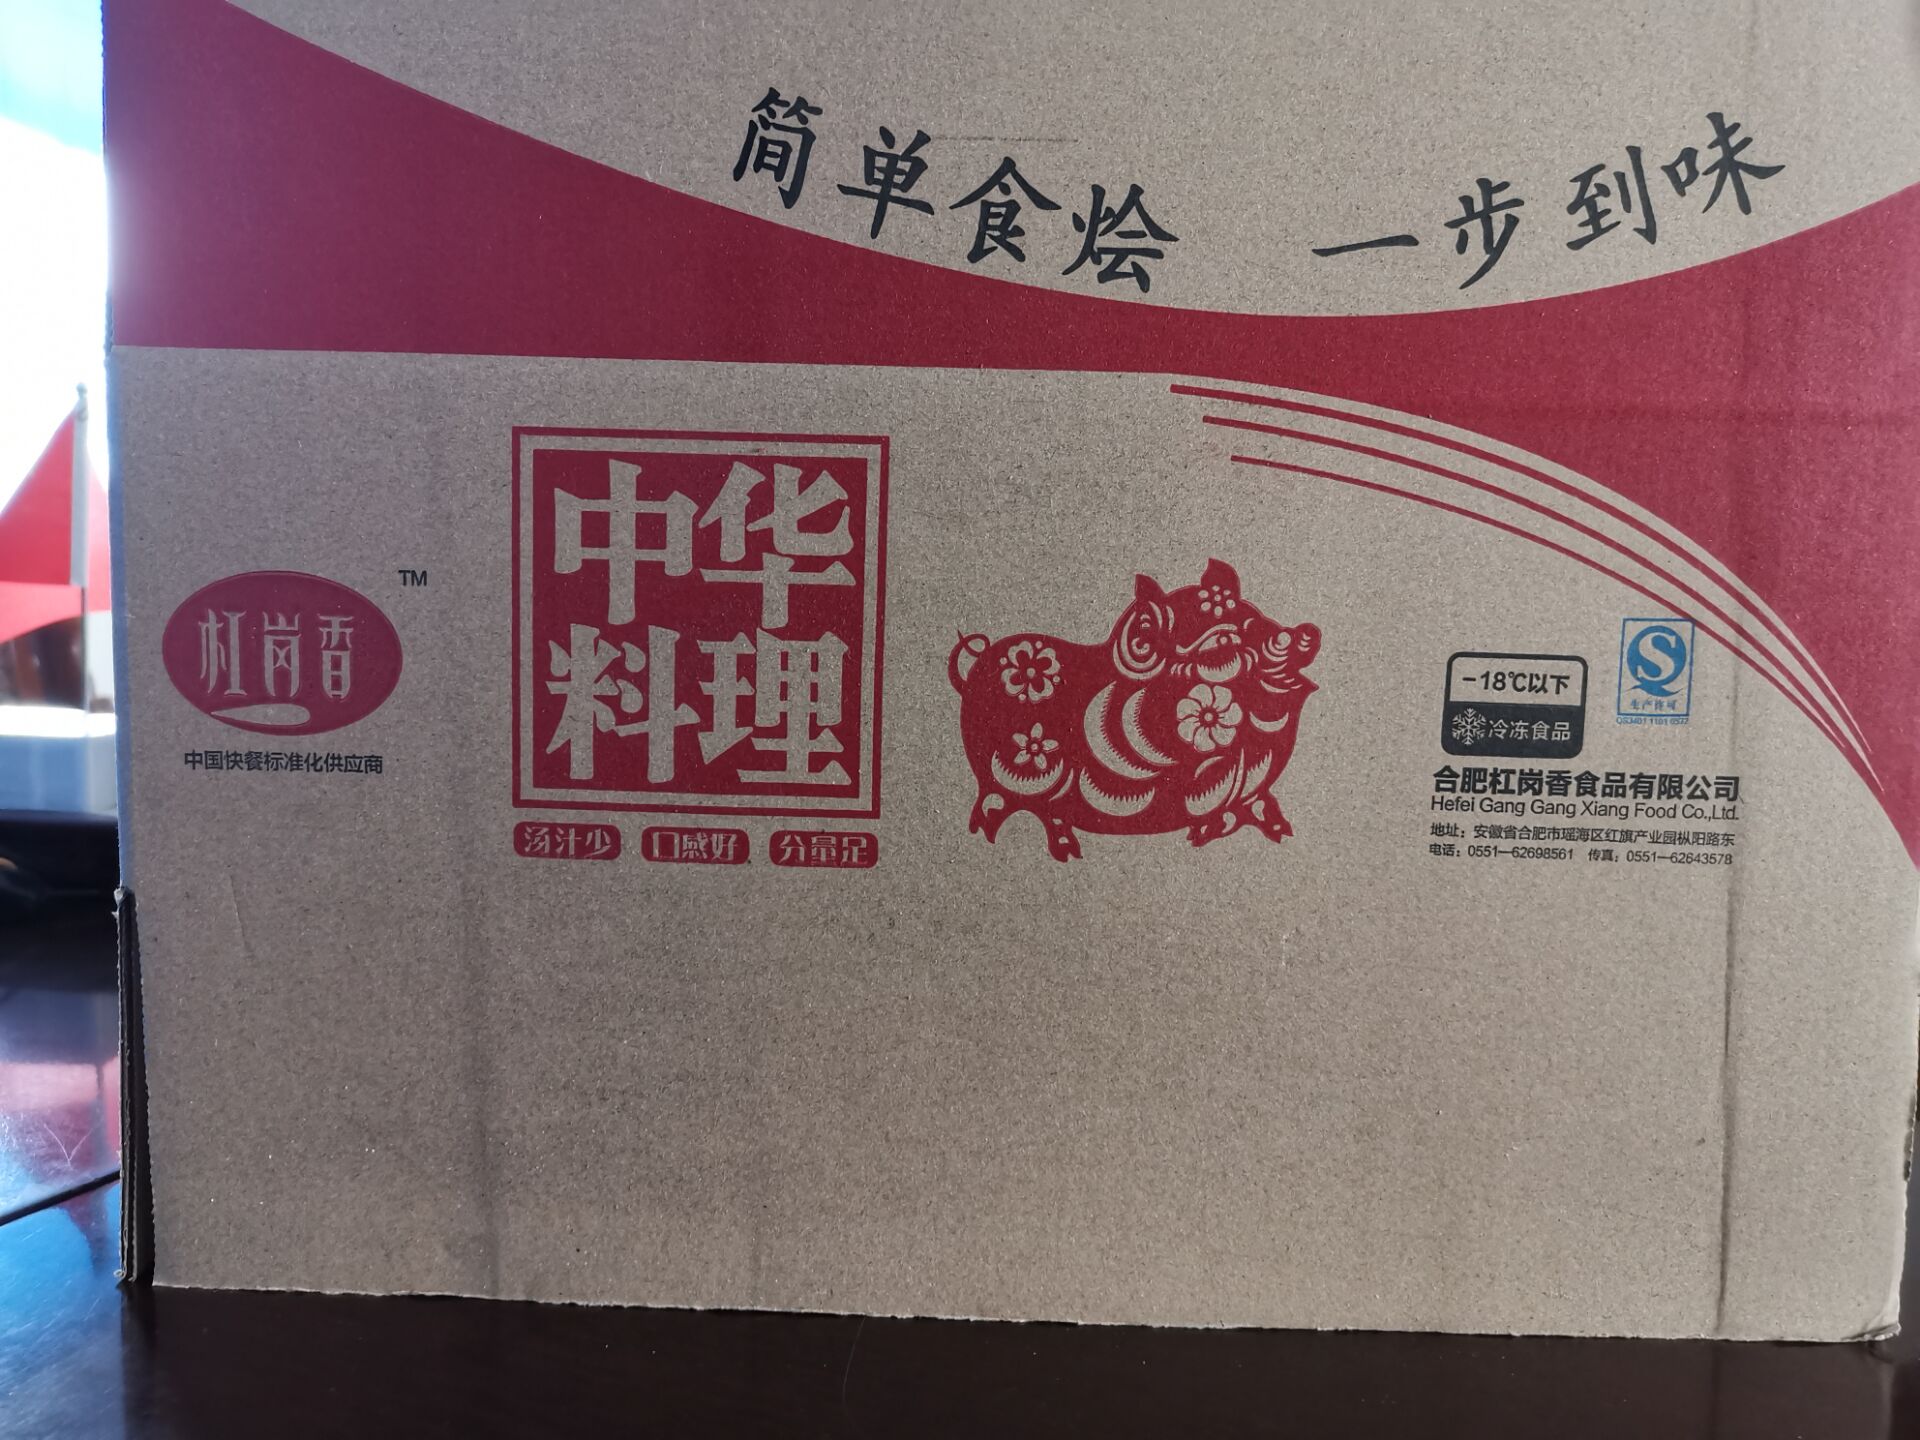 简单食烩 一步到味
中华
料理
汤汁少 口感好 分量足
杠岗香 TM
中国快餐标准化供应商
-18℃以下
冷冻食品
生产许可
QS3401 1101 0577
合肥杠岗香食品有限公司
Hefei Gang Gang Xiang Food Co.,Ltd.
地址：安徽省合肥市瑶海区红旗产业园枞阳路东
电话：0551—62698561 传真：0551—62643578